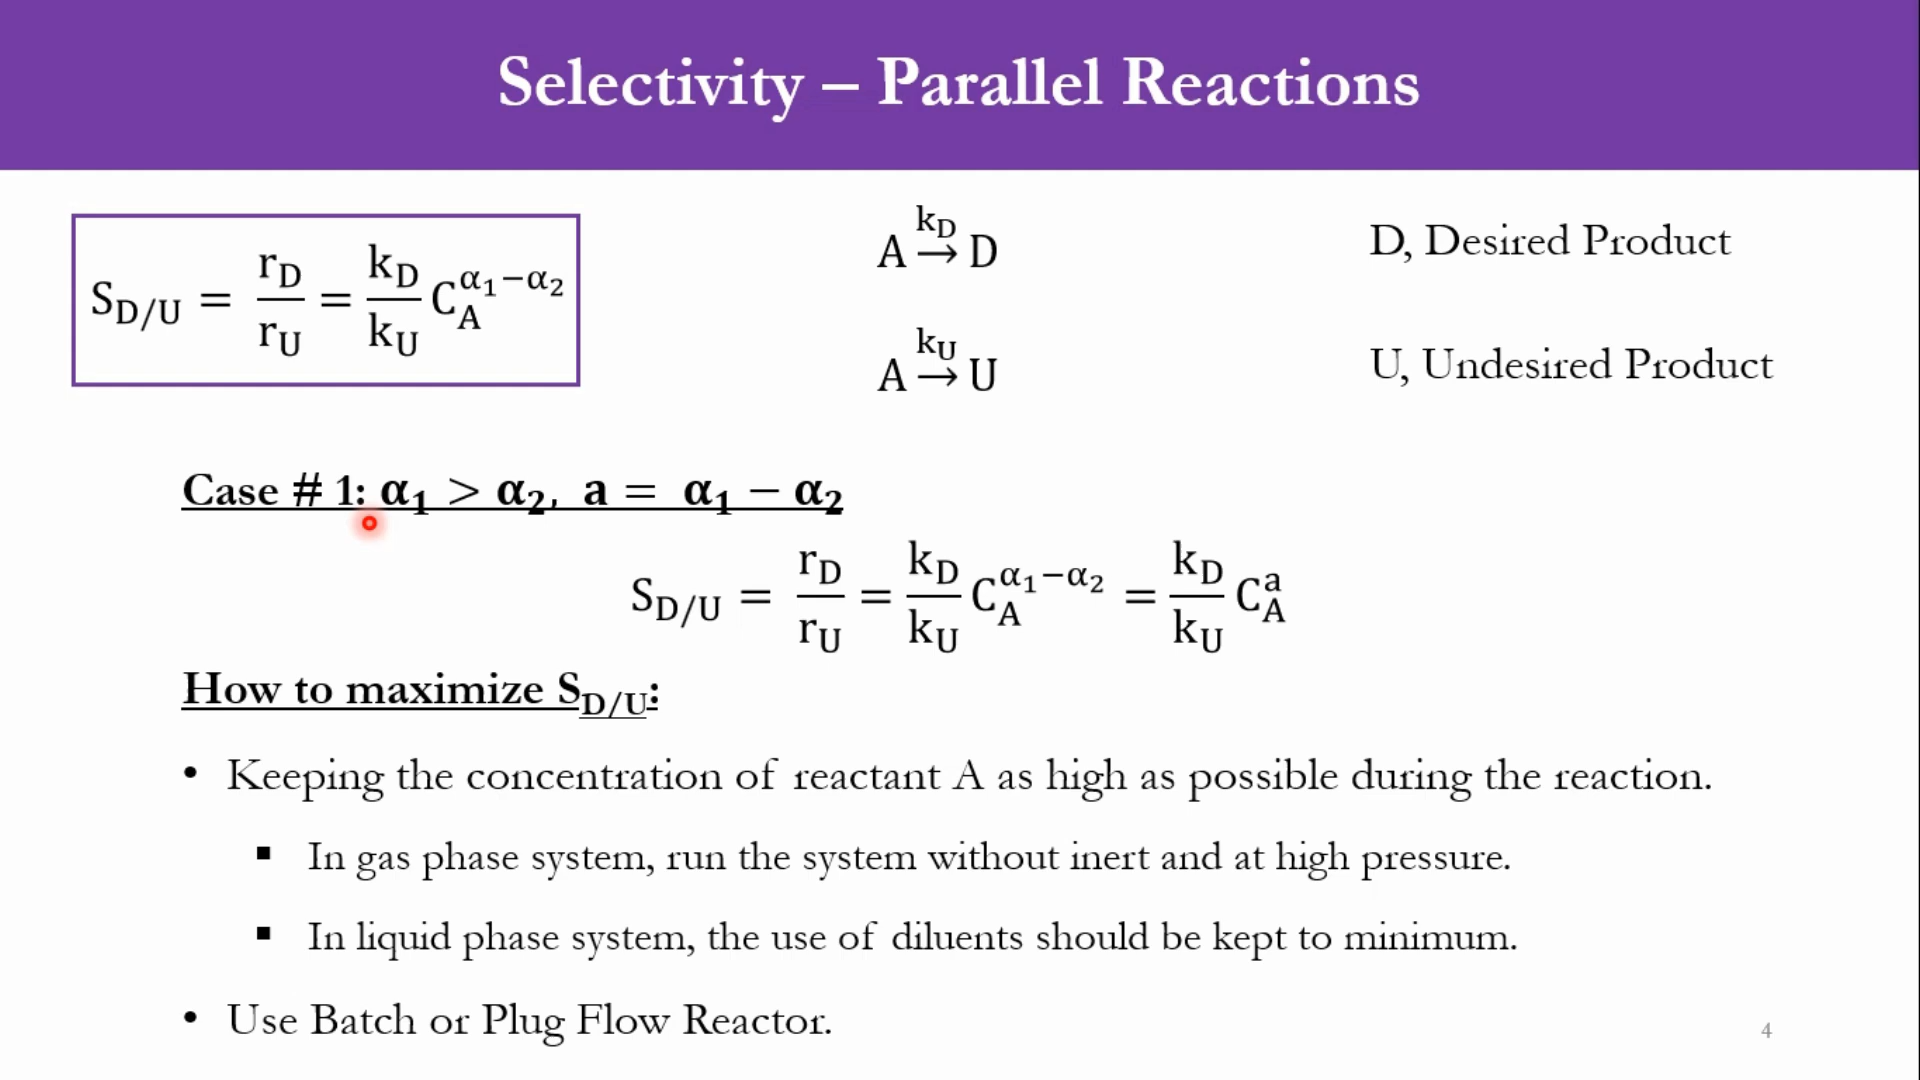 Selectivity – Parallel Reactions
S_{D/U} = r_D/r_U = k_D/k_U C_A^{α₁−α₂}
A →^{k_D} D
D, Desired Product
A →^{k_U} U
U, Undesired Product
Case # 1: α₁ > α₂, a = α₁ − α₂
S_{D/U} = r_D/r_U = k_D/k_U C_A^{α₁−α₂} = k_D/k_U C_A^a
How to maximize S_{D/U}:
• Keeping the concentration of reactant A as high as possible during the reaction.
▪ In gas phase system, run the system without inert and at high pressure.
▪ In liquid phase system, the use of diluents should be kept to minimum.
• Use Batch or Plug Flow Reactor.
4